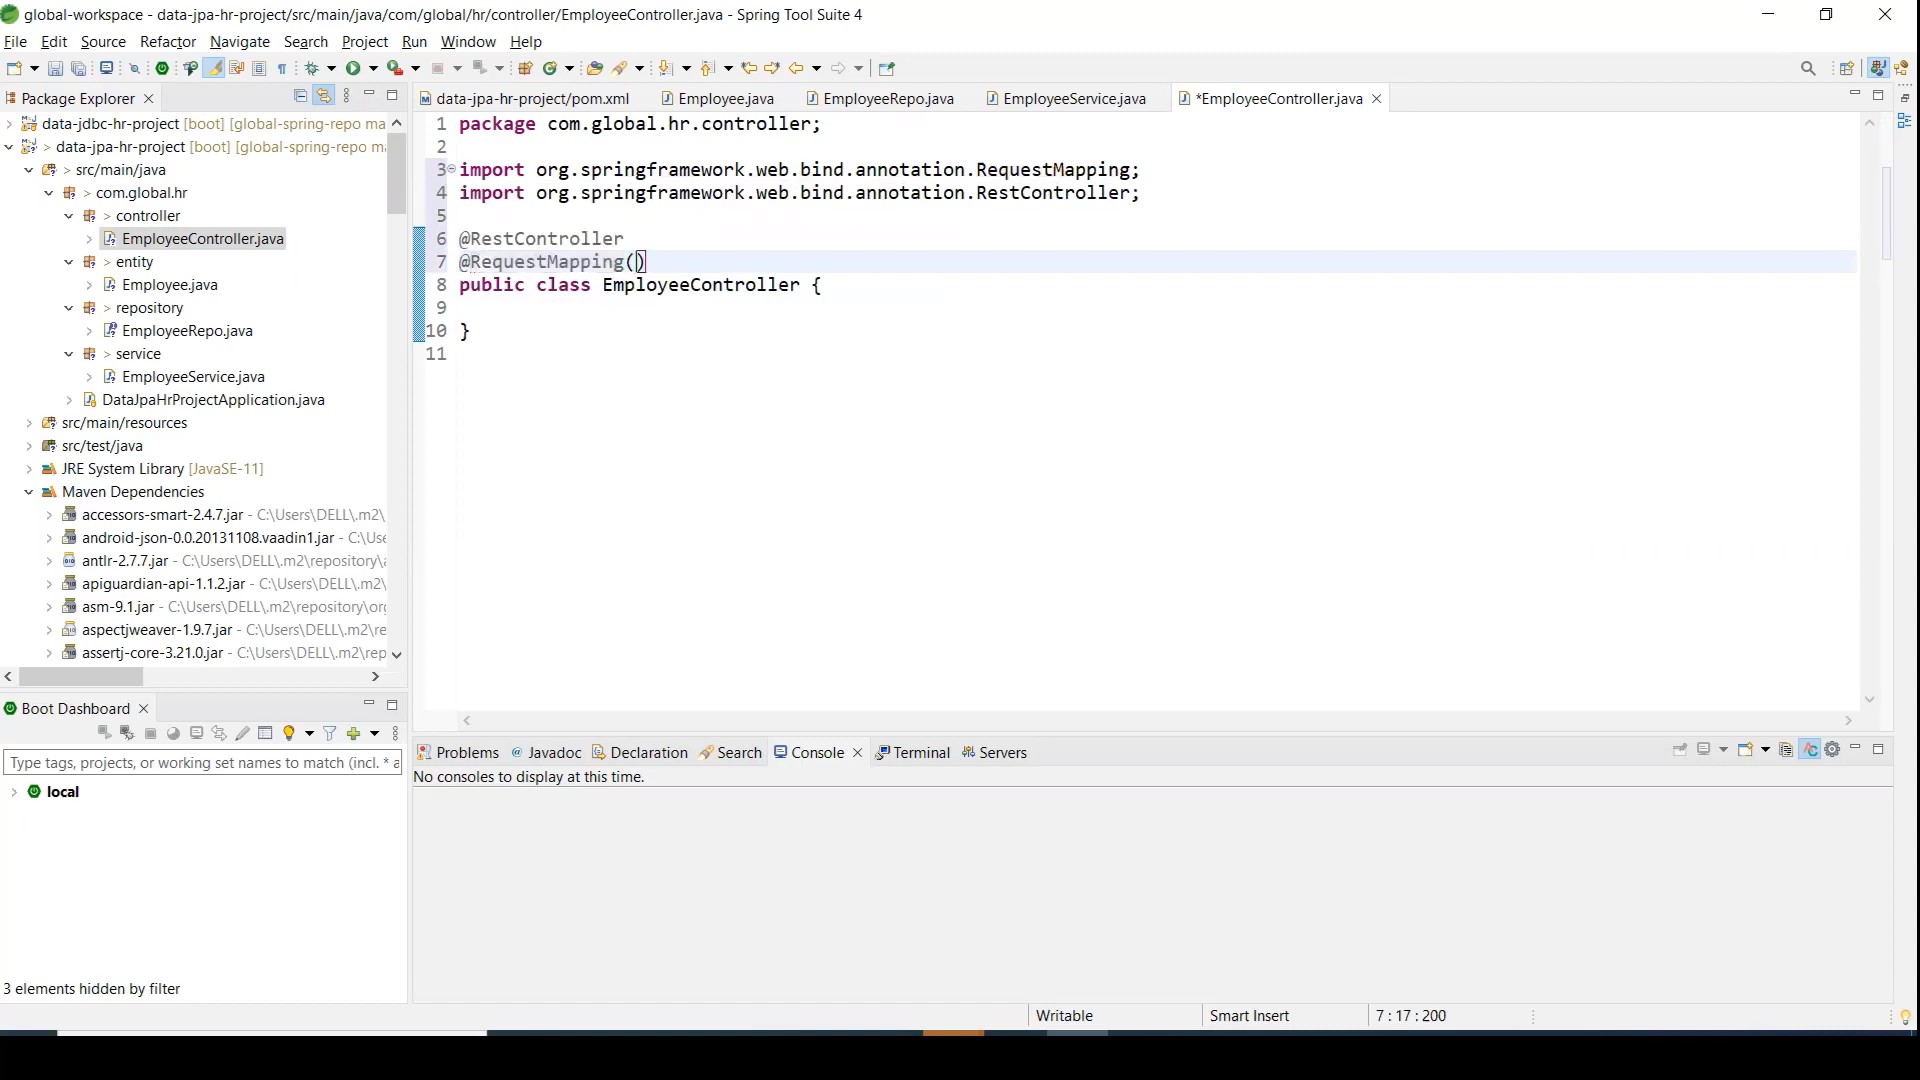 global-workspace - data-jpa-hr-project/src/main/java/com/global/hr/controller/EmployeeController.java - Spring Tool Suite 4
File Edit Source Refactor Navigate Search Project Run Window Help
Package Explorer
data-jdbc-hr-project [boot] [global-spring-repo ma
> data-jpa-hr-project [boot] [global-spring-repo ma
> src/main/java
> com.global.hr
> controller
EmployeeController.java
> entity
Employee.java
> repository
EmployeeRepo.java
> service
EmployeeService.java
DataJpaHrProjectApplication.java
src/main/resources
src/test/java
JRE System Library [JavaSE-11]
Maven Dependencies
accessors-smart-2.4.7.jar - C:\Users\DELL\.m2\
android-json-0.0.20131108.vaadin1.jar - C:\Use
antlr-2.7.7.jar - C:\Users\DELL\.m2\repository\a
apiguardian-api-1.1.2.jar - C:\Users\DELL\.m2\
asm-9.1.jar - C:\Users\DELL\.m2\repository\org
aspectjweaver-1.9.7.jar - C:\Users\DELL\.m2\re
assertj-core-3.21.0.jar - C:\Users\DELL\.m2\rep
Boot Dashboard
Type tags, projects, or working set names to match (incl. * a
local
3 elements hidden by filter
data-jpa-hr-project/pom.xml Employee.java EmployeeRepo.java EmployeeService.java *EmployeeController.java
1 package com.global.hr.controller;
2
3 import org.springframework.web.bind.annotation.RequestMapping;
4 import org.springframework.web.bind.annotation.RestController;
5
6 @RestController
7 @RequestMapping()
8 public class EmployeeController {
9
10 }
11
Problems Javadoc Declaration Search Console Terminal Servers
No consoles to display at this time.
Writable Smart Insert 7 : 17 : 200